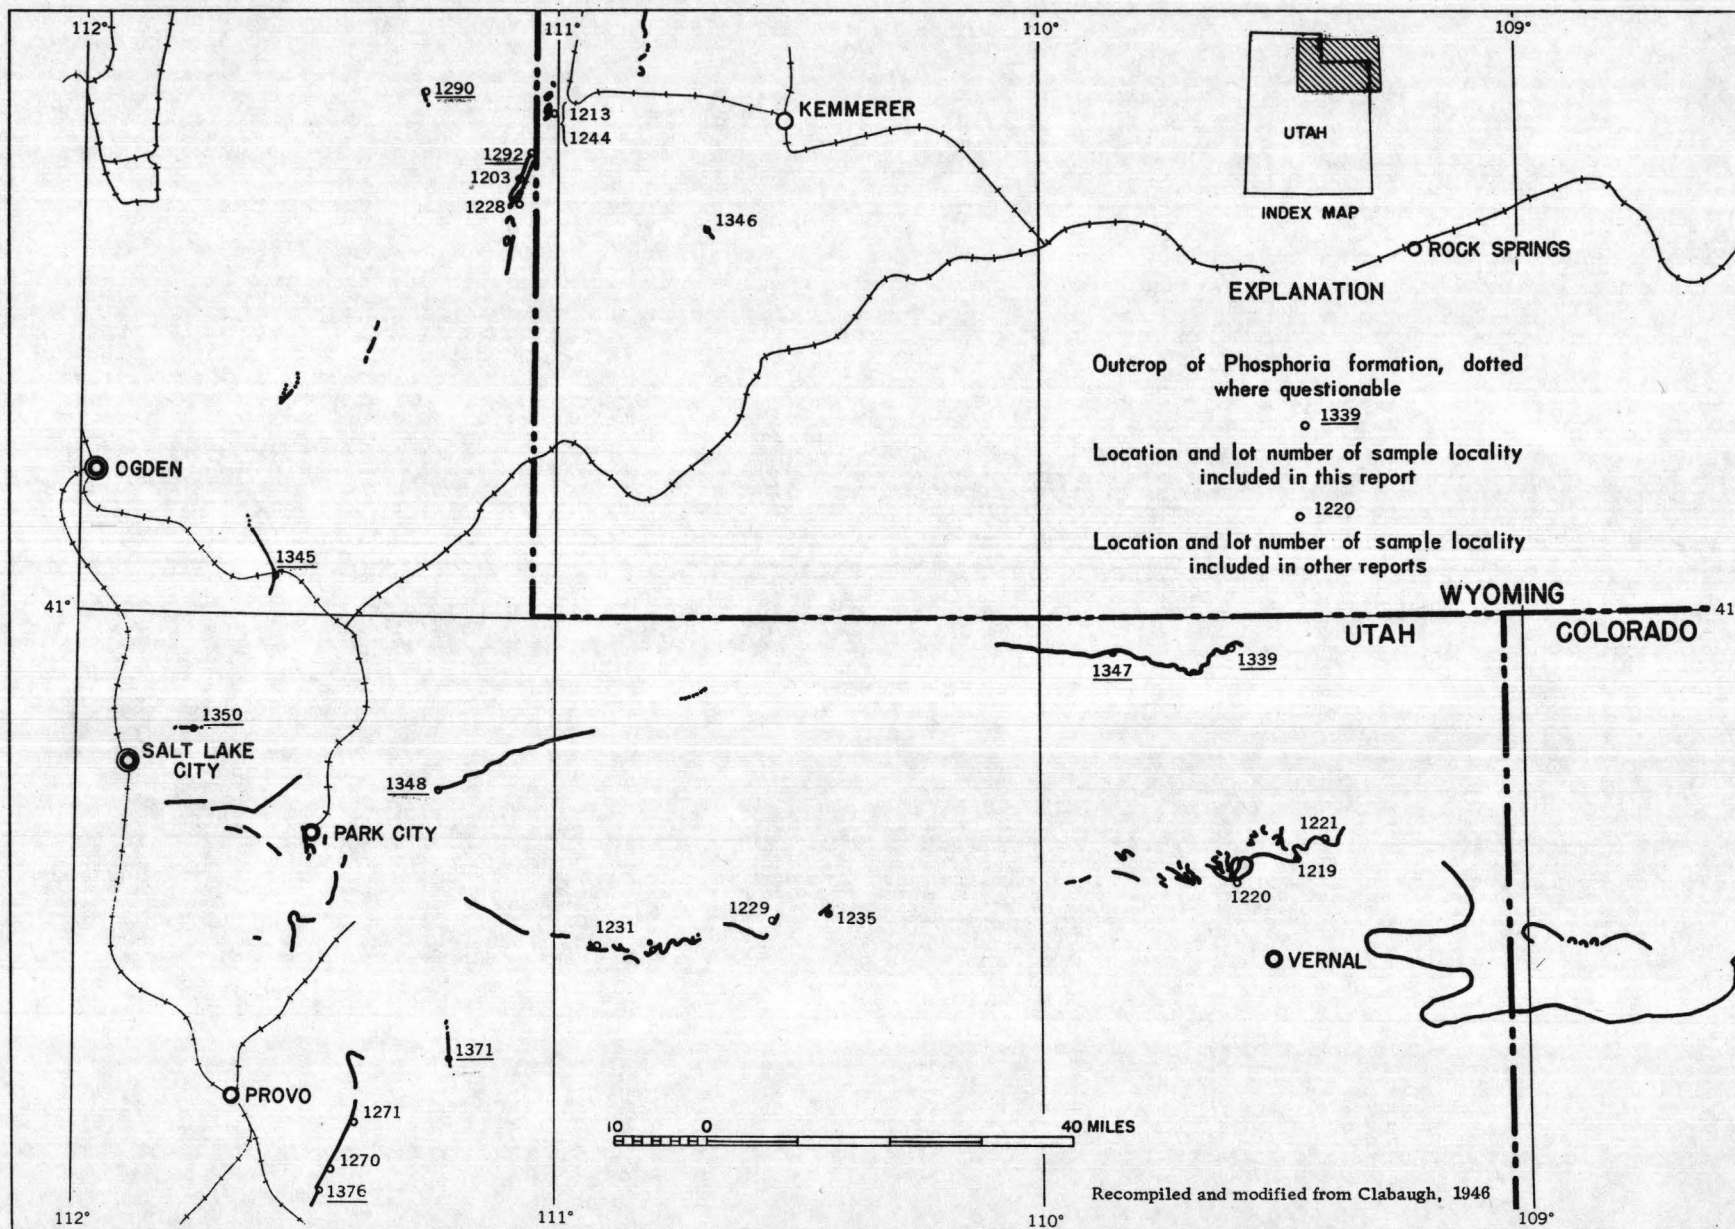 112°
111°
110°
109°
1290
1213
1244
KEMMERER
UTAH
INDEX MAP
1292
1203
1228
1346
ROCK SPRINGS
EXPLANATION
Outcrop of Phosphoria formation, dotted
where questionable
1339
Location and lot number of sample locality
included in this report
1220
Location and lot number of sample locality
included in other reports
OGDEN
1345
41°
WYOMING
41
UTAH
COLORADO
1347
1339
1350
SALT LAKE
CITY
1348
PARK CITY
1221
1219
1220
1229
1235
1231
VERNAL
1371
PROVO
1271
1270
1376
10 0 40 MILES
Recompiled and modified from Clabaugh, 1946
112°
111°
110°
109°